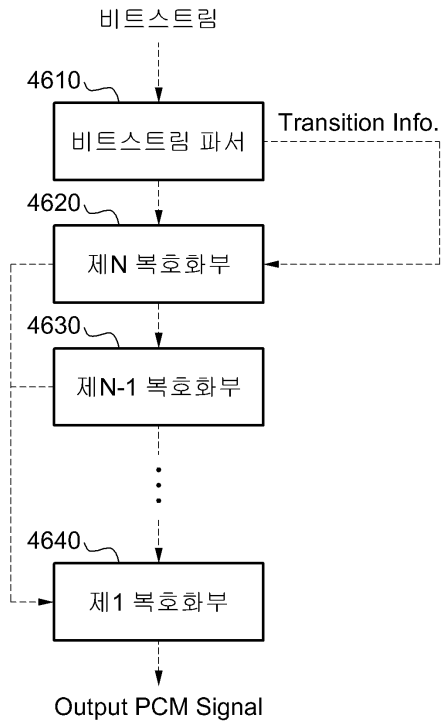 비트스트림
4610
비트스트림 파서
Transition Info.
4620
제N 복호화부
4630
제N-1 복호화부
4640
제1 복호화부
Output PCM Signal